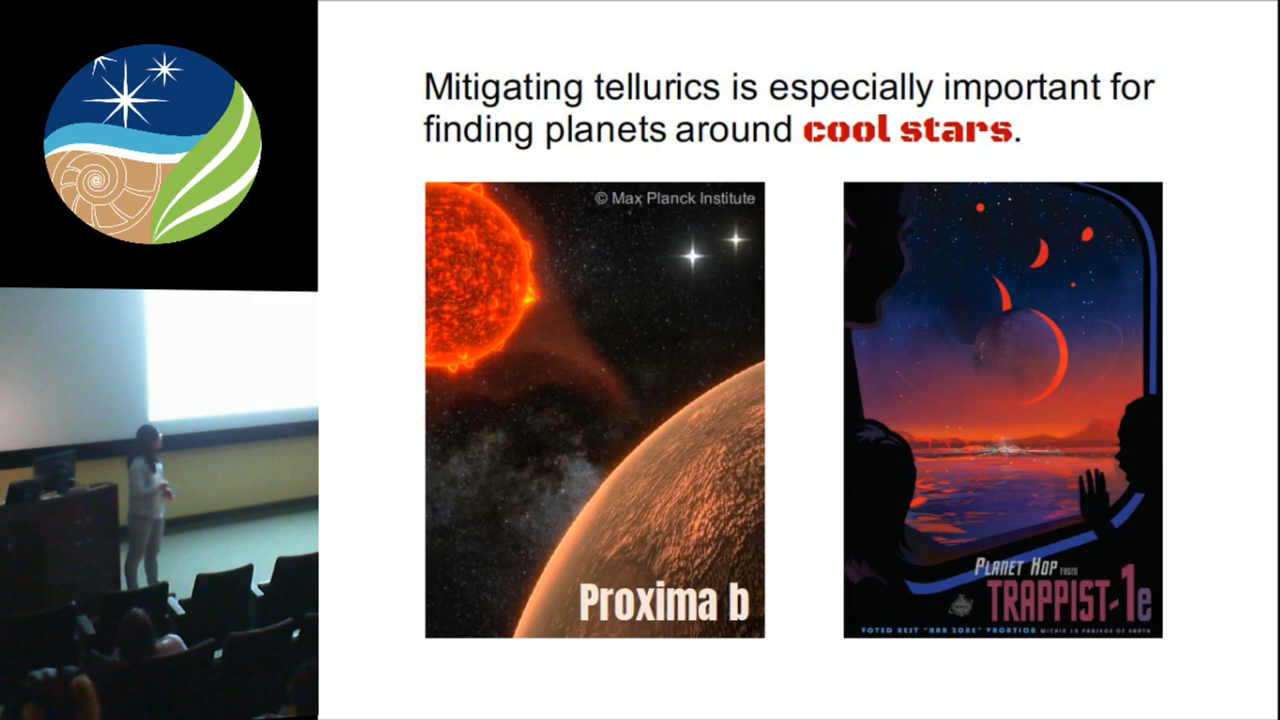 Mitigating tellurics is especially important for
finding planets around cool stars.
© Max Planck Institute
Proxima b
PLANET HOP FROM
TRAPPIST-1e
VOTED BEST "HAB ZONE" VACATION WITHIN 12 PARSECS OF EARTH